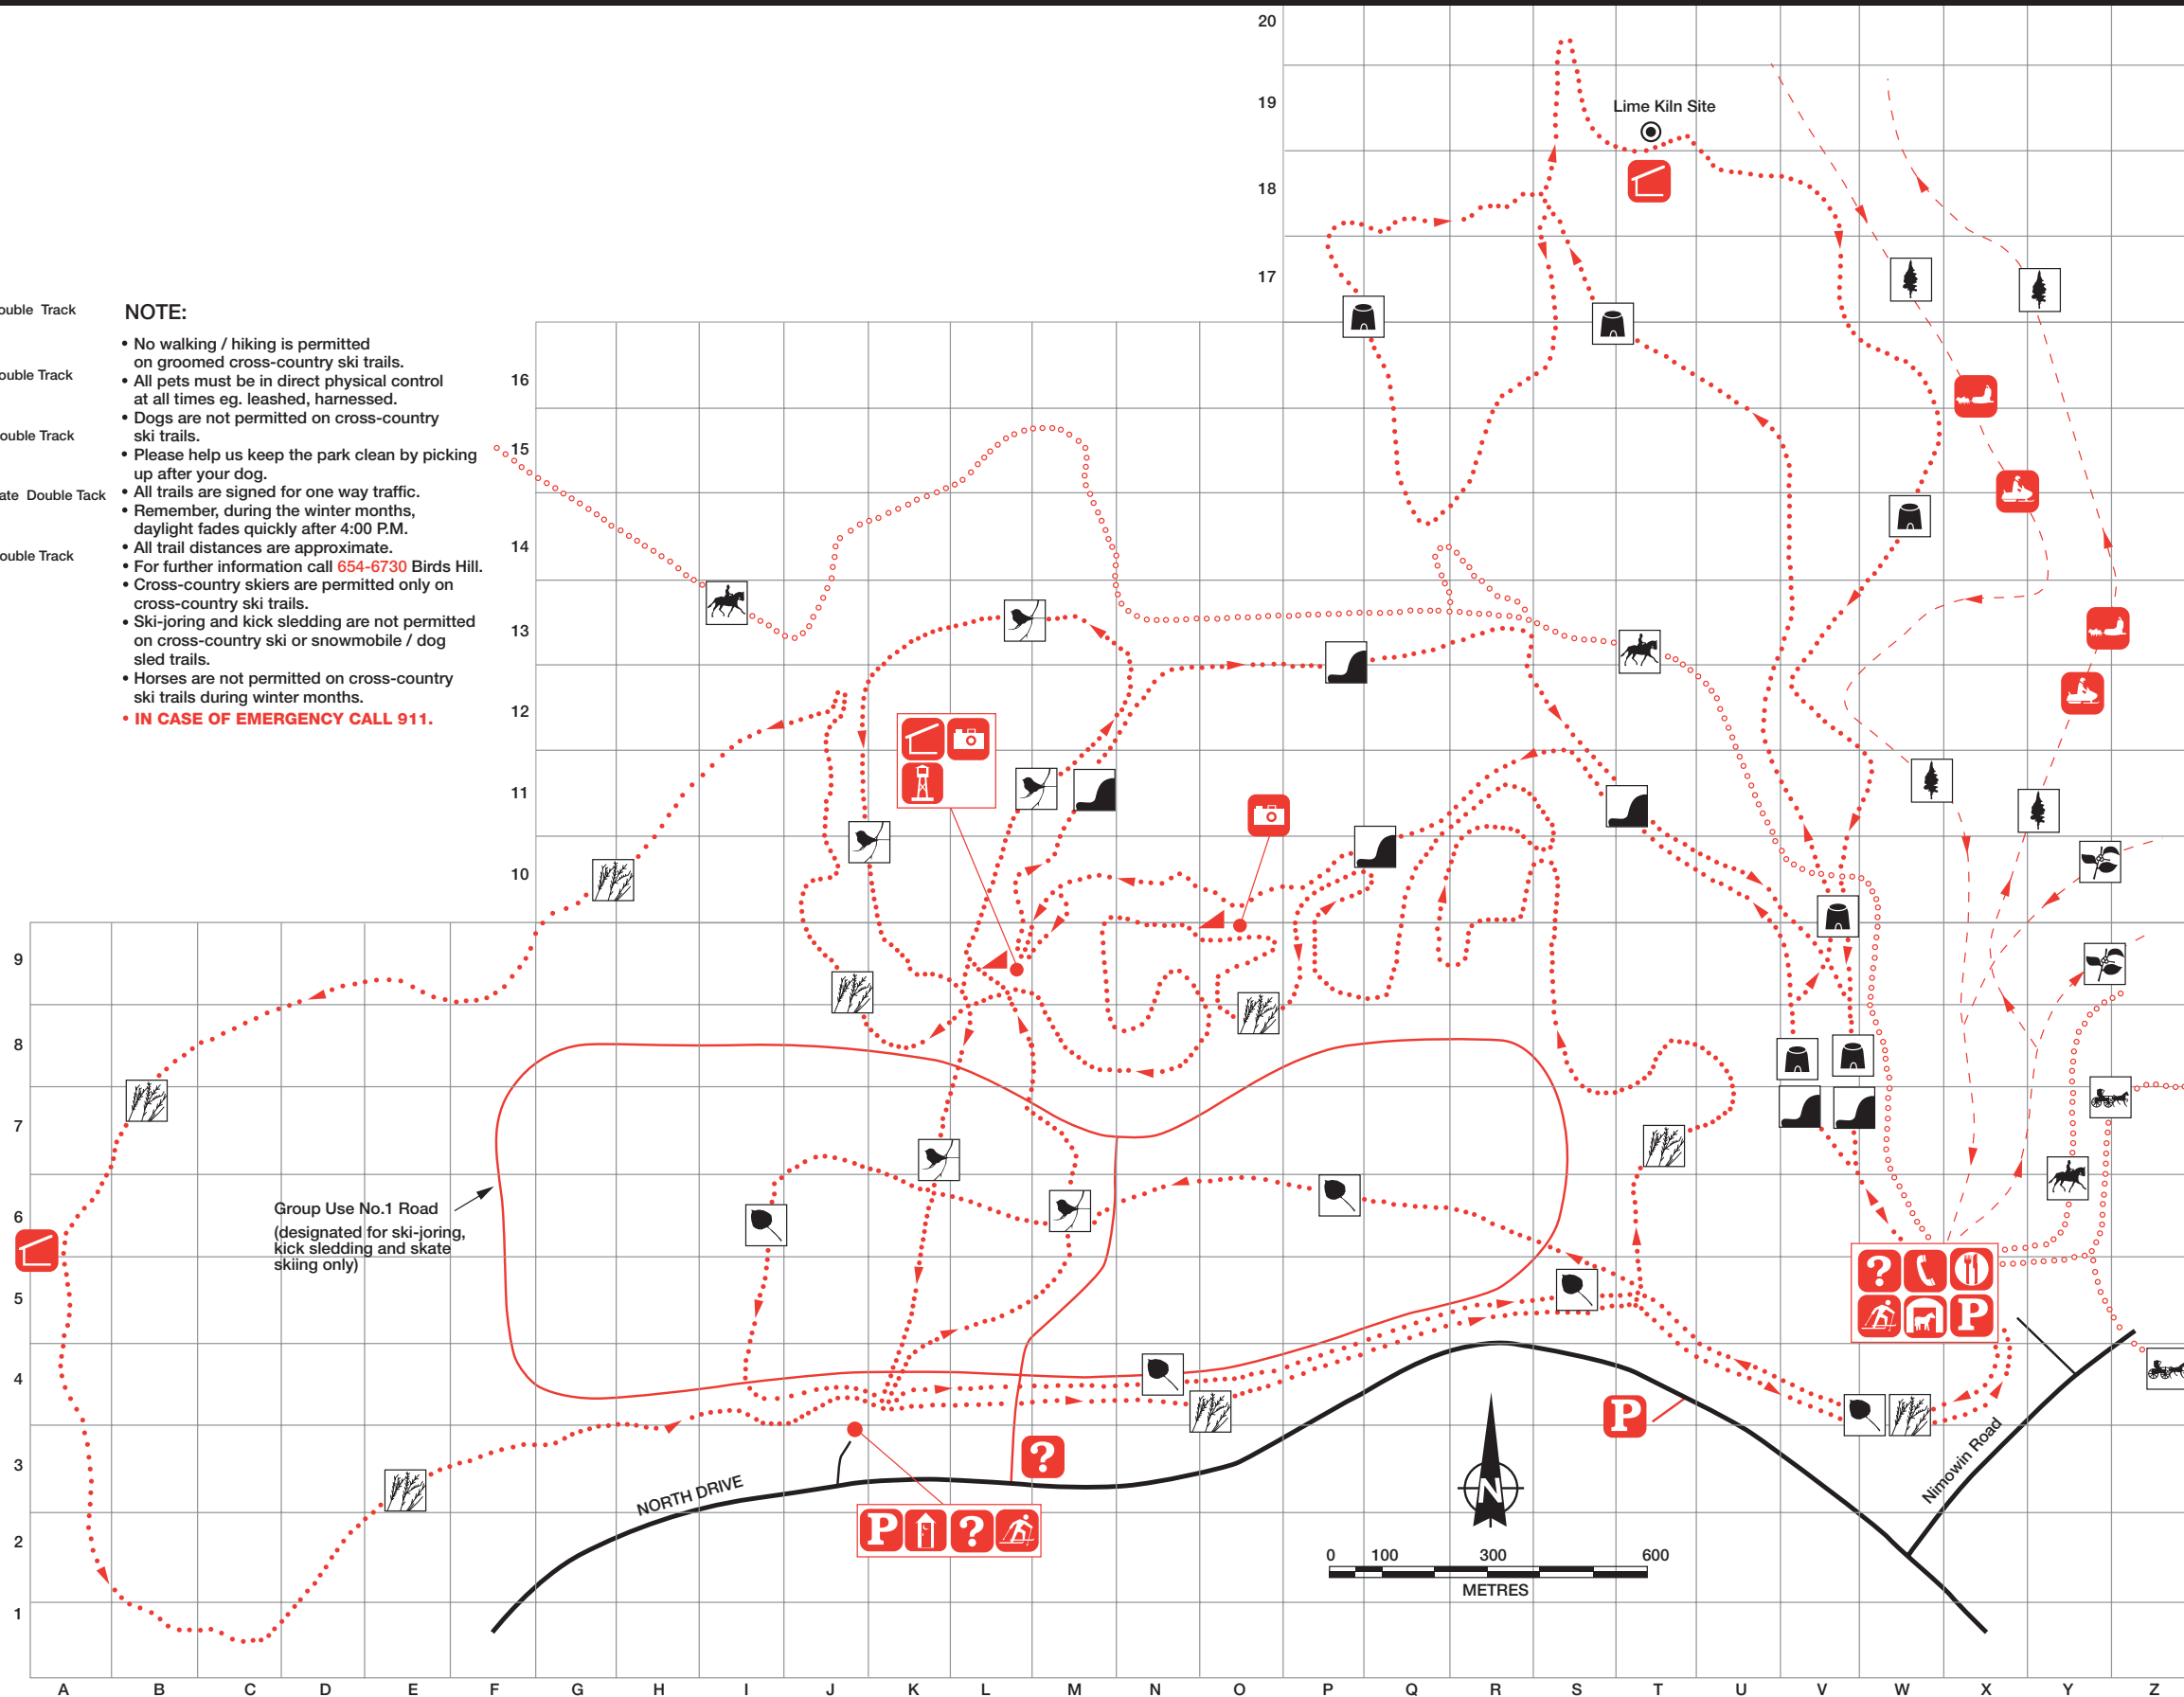 20
19
Lime Kiln Site
18
17
ouble Track
ouble Track
ouble Track
ate Double Tack
ouble Track
NOTE:
• No walking / hiking is permitted
on groomed cross-country ski trails.
• All pets must be in direct physical control
at all times eg. leashed, harnessed.
• Dogs are not permitted on cross-country
ski trails.
• Please help us keep the park clean by picking
up after your dog.
• All trails are signed for one way traffic.
• Remember, during the winter months,
daylight fades quickly after 4:00 P.M.
• All trail distances are approximate.
• For further information call 654-6730 Birds Hill.
• Cross-country skiers are permitted only on
cross-country ski trails.
• Ski-joring and kick sledding are not permitted
on cross-country ski or snowmobile / dog
sled trails.
• Horses are not permitted on cross-country
ski trails during winter months.
• IN CASE OF EMERGENCY CALL 911.
16
15
14
13
12
11
10
9
8
7
6
5
4
3
2
1
Group Use No.1 Road
(designated for ski-joring,
kick sledding and skate
skiing only)
?
P
P
?
NORTH DRIVE
P ?
N
Nimowin Road
0 100 300 600
METRES
A B C D E F G H I J K L M N O P Q R S T U V W X Y Z